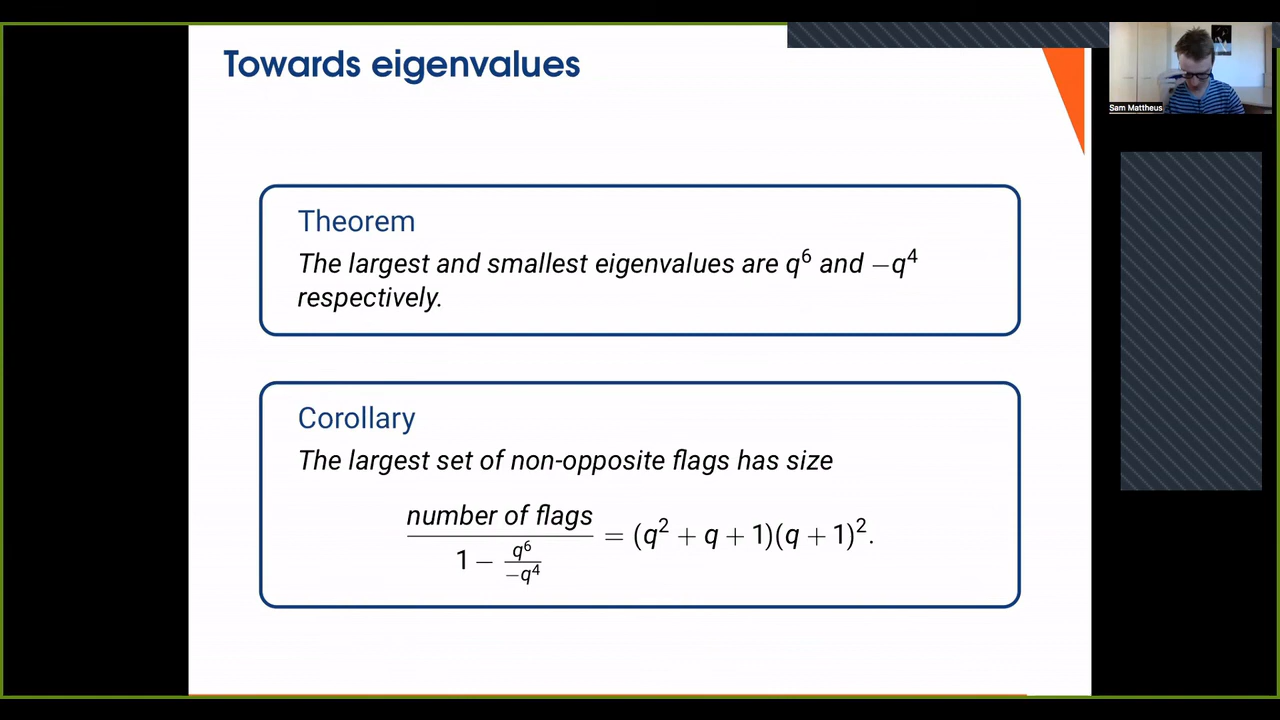 Towards eigenvalues
Sam Mattheus
Theorem
The largest and smallest eigenvalues are q⁶ and −q⁴
respectively.
Corollary
The largest set of non-opposite flags has size
number of flags / (1 − q⁶/−q⁴) = (q² + q + 1)(q + 1)².